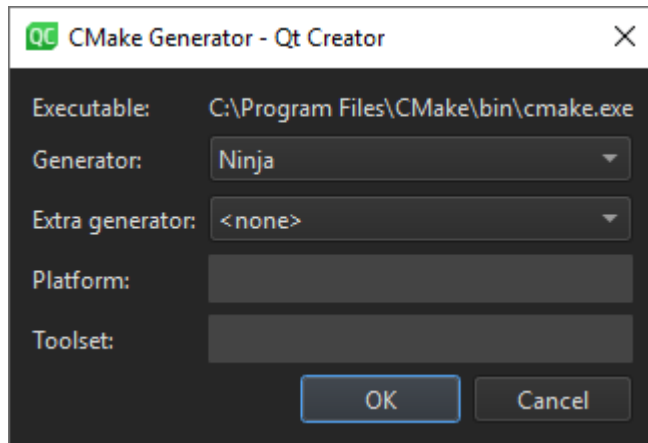 QC CMake Generator - Qt Creator
Executable: C:\Program Files\CMake\bin\cmake.exe
Generator: Ninja
Extra generator: <none>
Platform:
Toolset:
OK Cancel